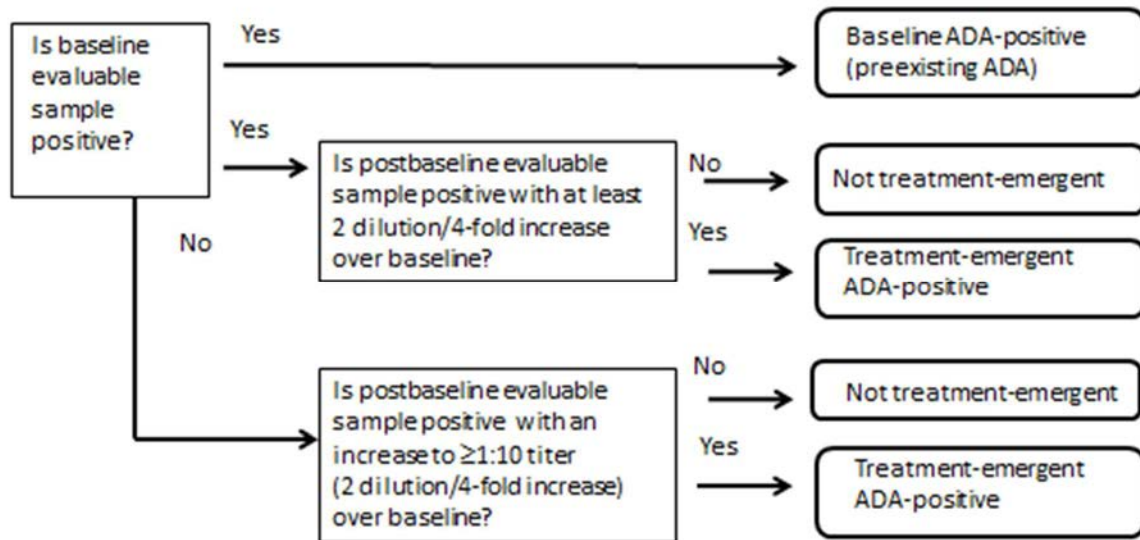 Is baseline
evaluable
sample
positive?
Yes
Baseline ADA-positive
(preexisting ADA)
Yes
Is postbaseline evaluable
sample positive with at least
2 dilution/4-fold increase
over baseline?
No
Not treatment-emergent
Yes
Treatment-emergent
ADA-positive
No
Is postbaseline evaluable
sample positive with an
increase to ≥1:10 titer
(2 dilution/4-fold increase)
over baseline?
No
Not treatment-emergent
Yes
Treatment-emergent
ADA-positive